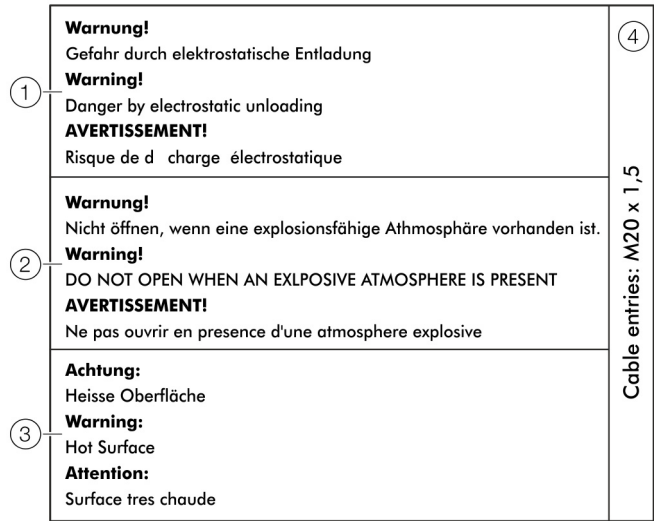 Warnung!
Gefahr durch elektrostatische Entladung
1
Warning!
Danger by electrostatic unloading
AVERTISSEMENT!
Risque de d charge électrostatique
Warnung!
Nicht öffnen, wenn eine explosionsfähige Athmosphäre vorhanden ist.
2
Warning!
DO NOT OPEN WHEN AN EXLPOSIVE ATMOSPHERE IS PRESENT
AVERTISSEMENT!
Ne pas ouvrir en presence d'une atmosphere explosive
Achtung:
Heisse Oberfläche
3
Warning:
Hot Surface
Attention:
Surface tres chaude
4
Cable entries: M20 x 1,5